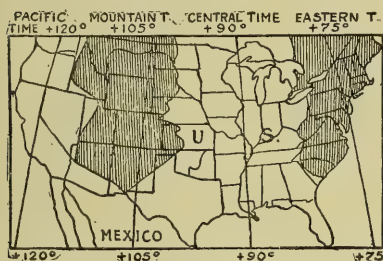 PACIFIC MOUNTAIN T. CENTRAL TIME EASTERN T.
TIME +120° +105° +90° +75°
U S.
MEXICO
+120° +105° +90° +75